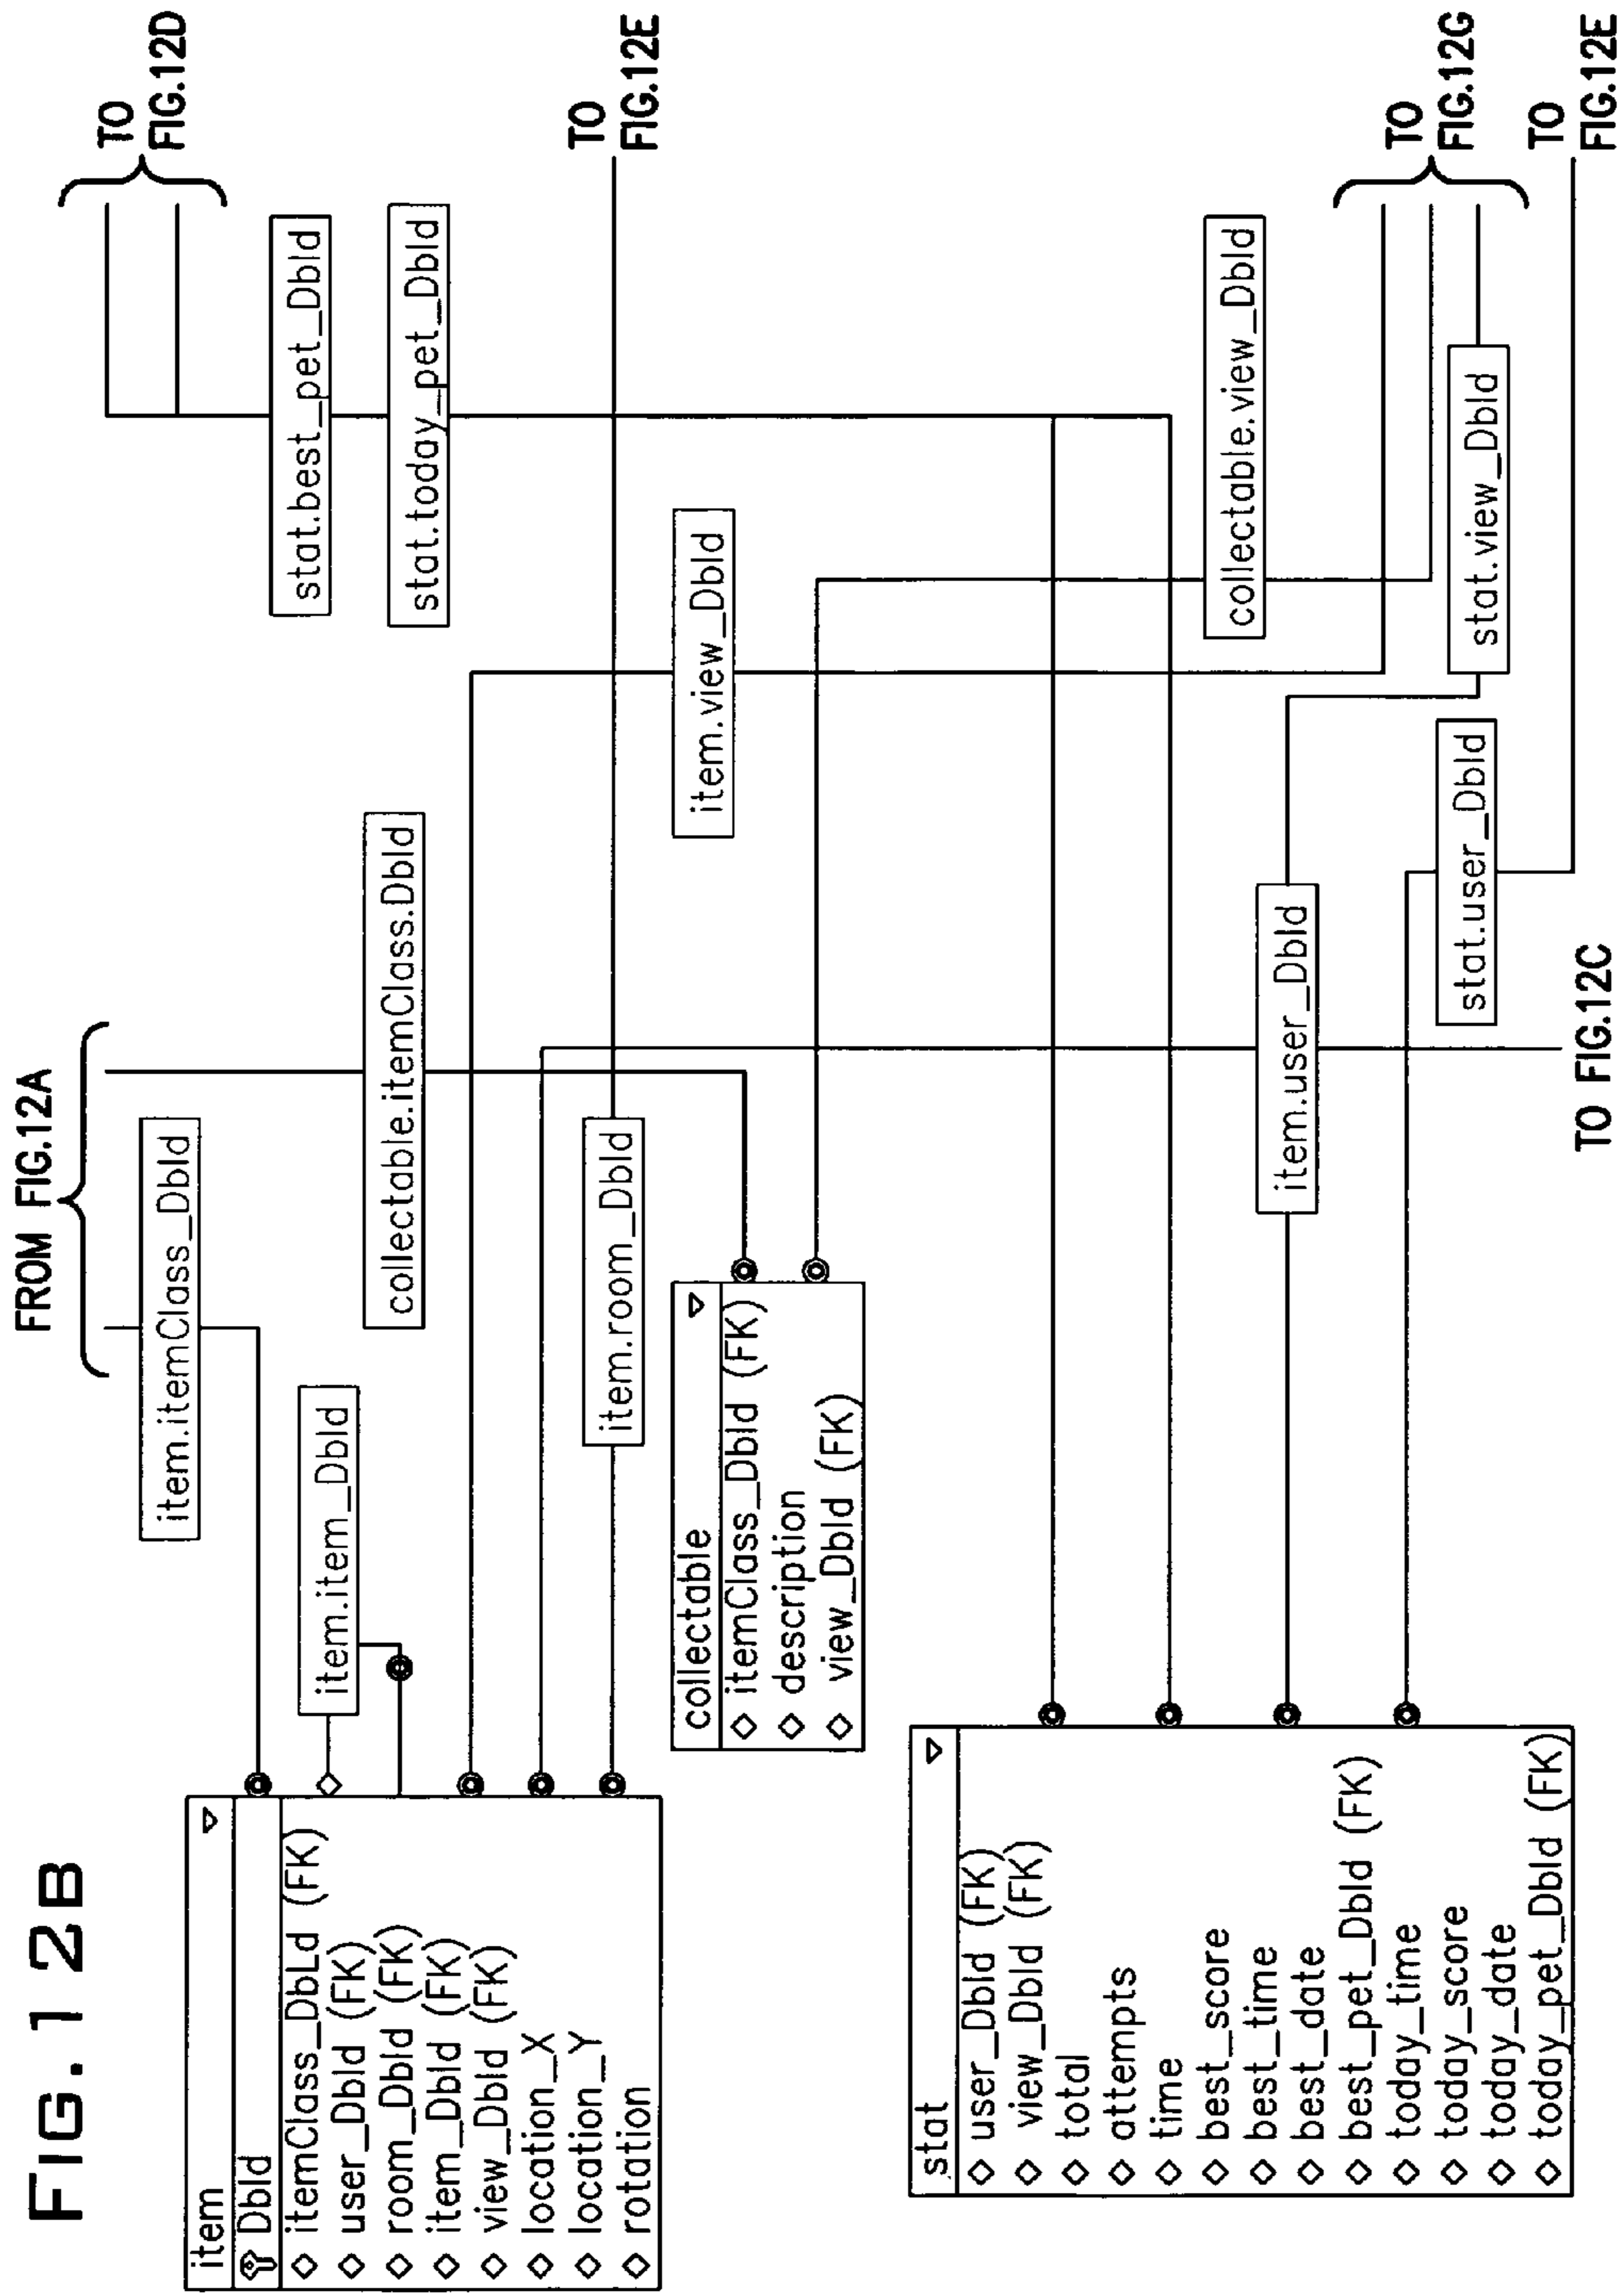 FIG. 12B
FROM FIG.12A
TO
FIG.12D
item.itemClass_DbId
stat.best_pet_DbId
item
DbId
itemClass_DbLd (FK)
user_DbId (FK)
room_DbId (FK)
item_DbId (FK)
view_DbId (FK)
location_X
location_Y
rotation
item.item_DbId
collectable.itemClass.DbId
stat.today_pet_DbId
item.room_DbId
TO
FIG.12E
item.view_DbId
collectable
itemClass_DbId (FK)
description
view_DbId (FK)
collectable.view_DbId
stat
user_DbId (FK)
view_DbId (FK)
total
attempts
time
best_score
best_time
best_date
best_pet_DbId (FK)
today_time
today_score
today_date
today_pet_DbId (FK)
item.user_DbId
TO
FIG.12G
stat.view_DbId
stat.user_DbId
TO
FIG.12E
TO FIG.12C